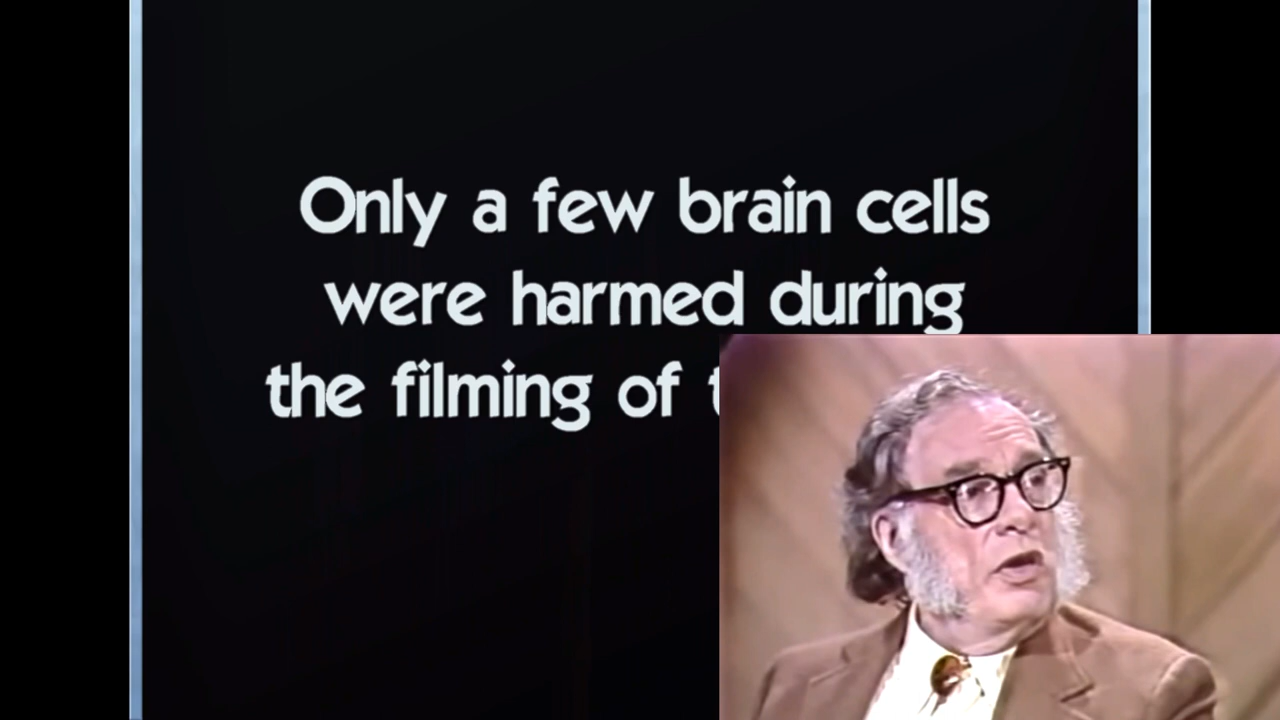 Only a few brain cells
were harmed during
the filming of